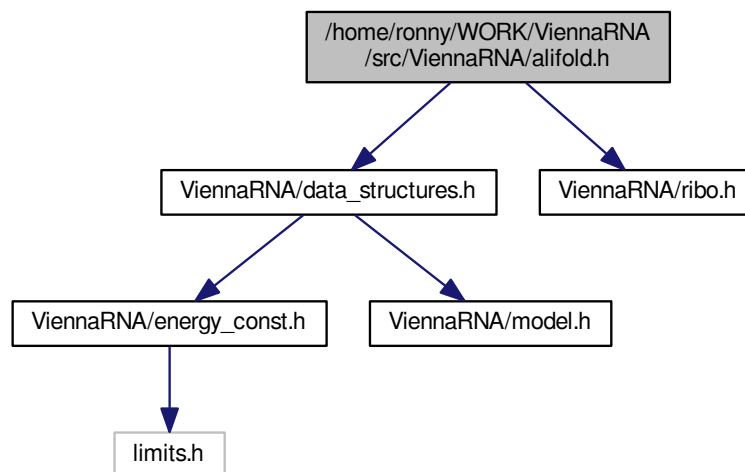 /home/ronny/WORK/ViennaRNA
/src/ViennaRNA/alifold.h
ViennaRNA/data_structures.h
ViennaRNA/ribo.h
ViennaRNA/energy_const.h
ViennaRNA/model.h
limits.h